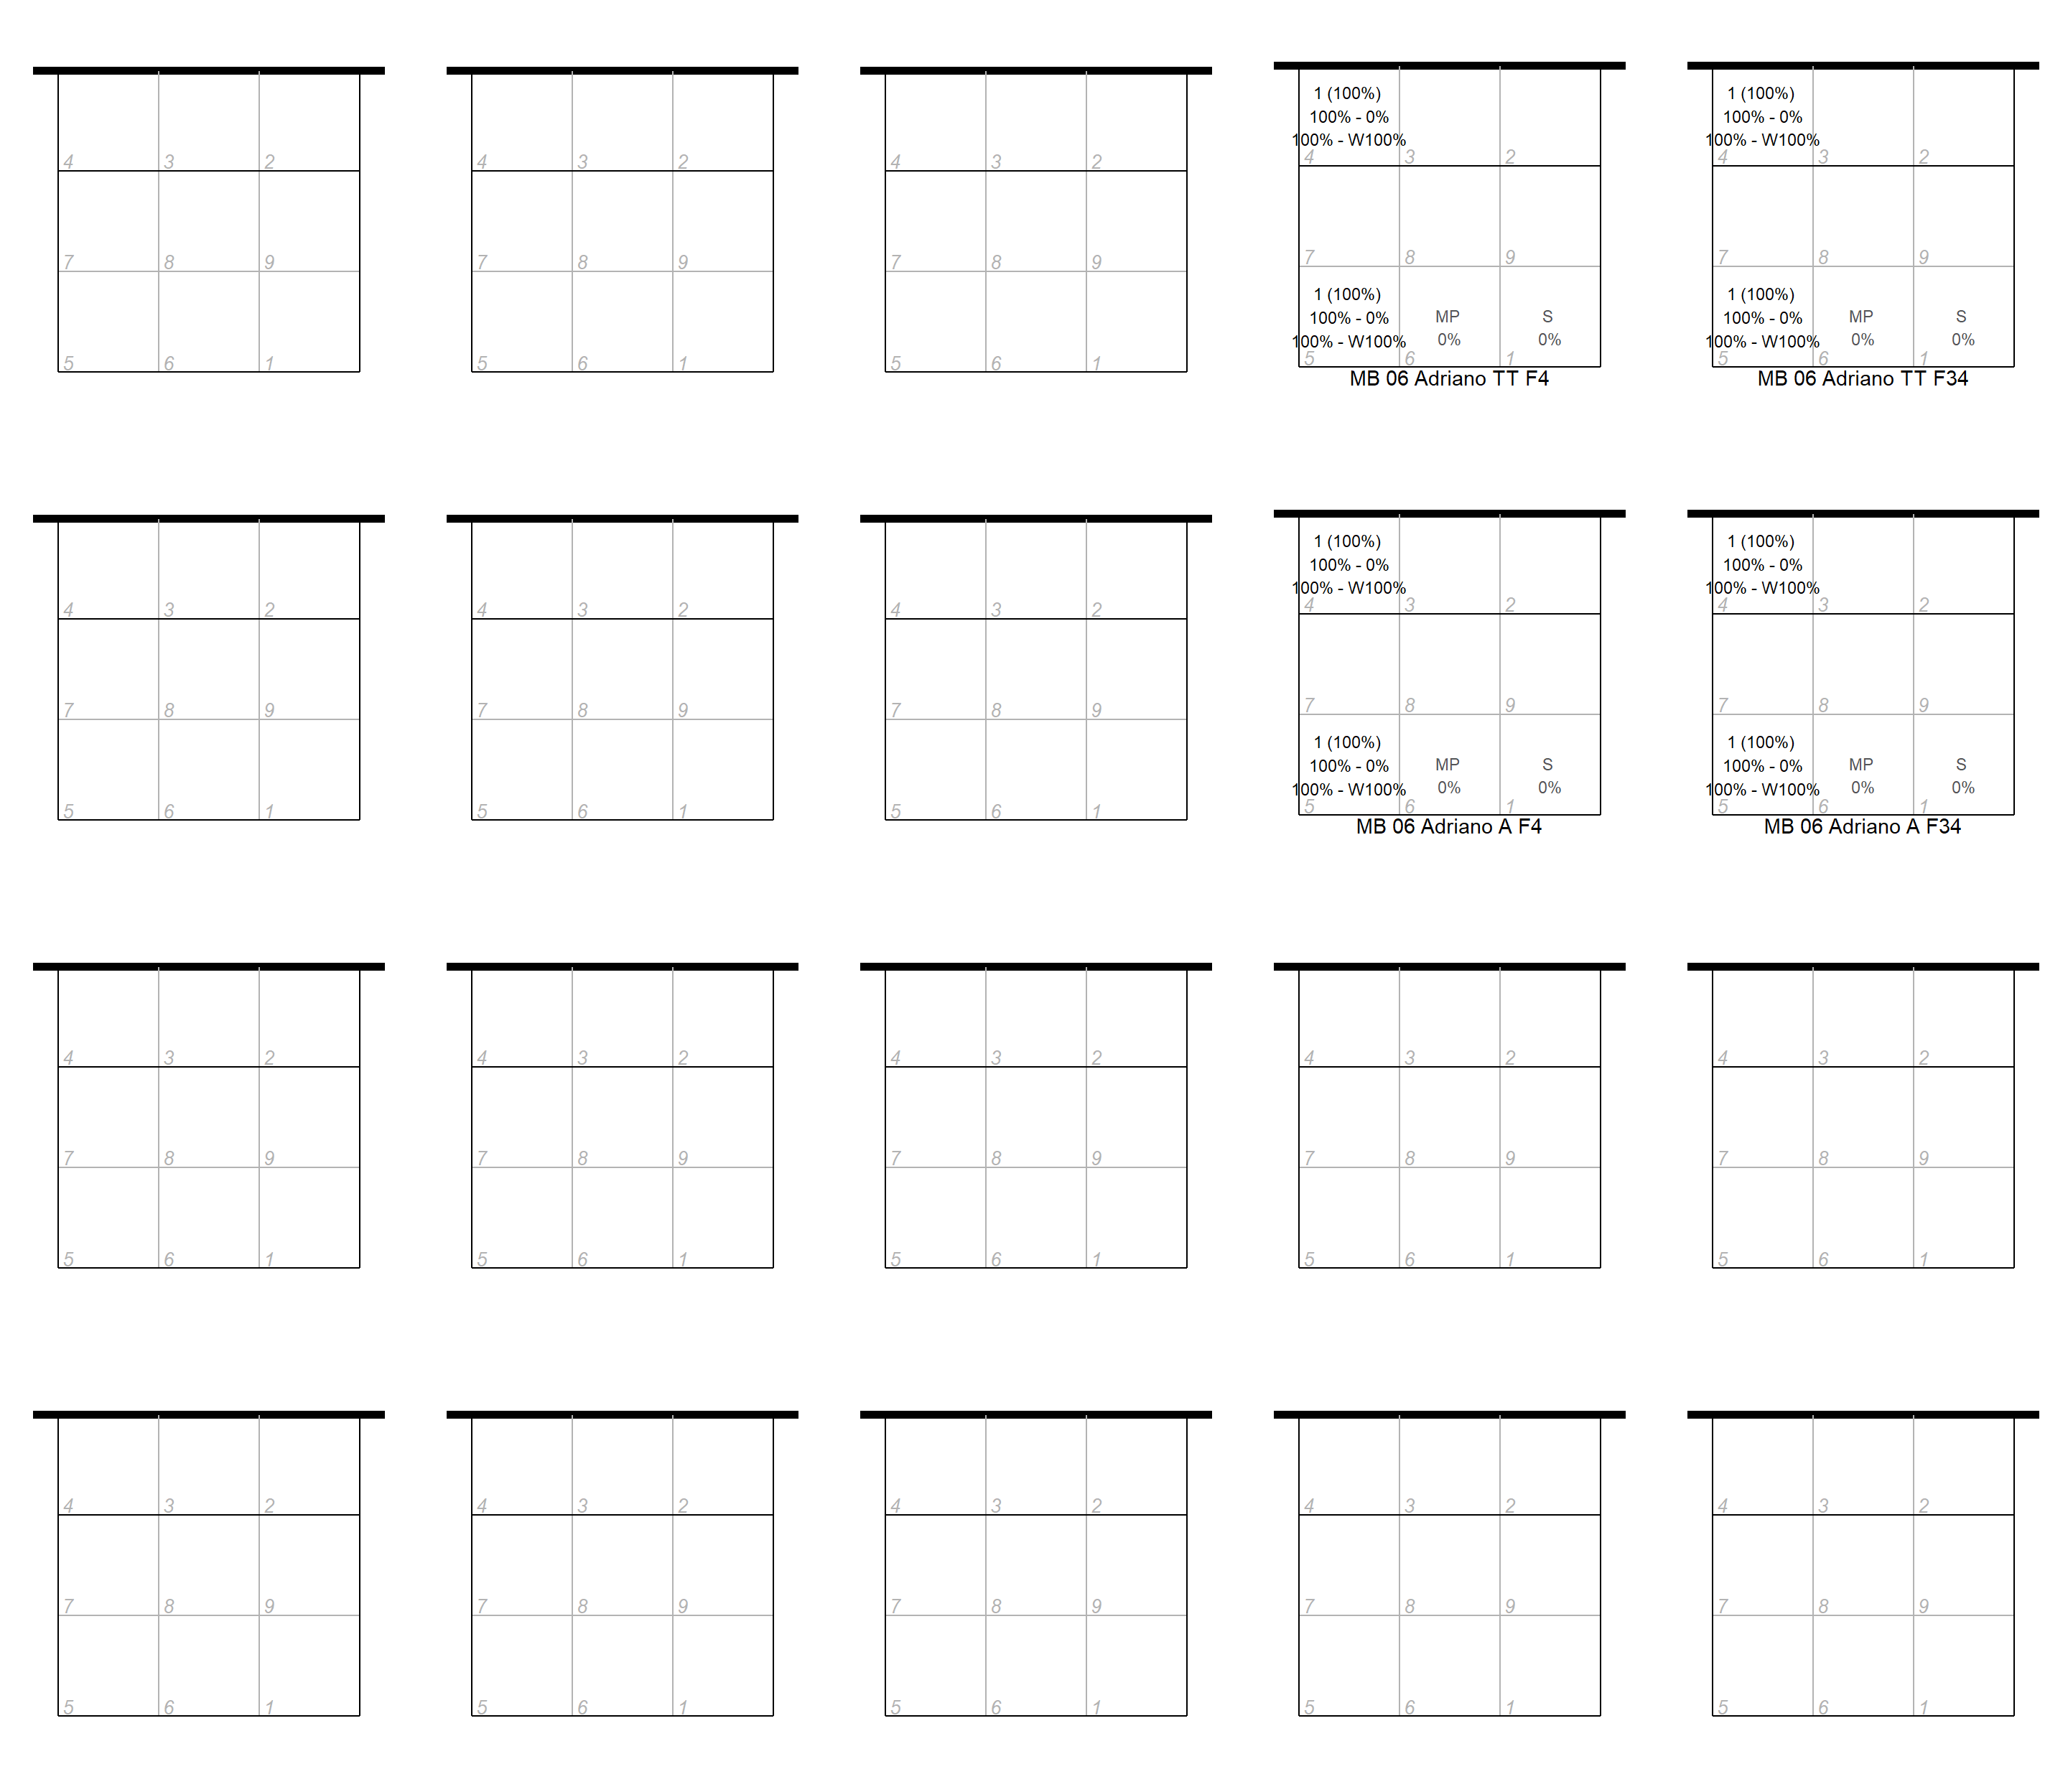 4 3 2 4 3 2 4 3 2 1 (100%) 1 (100%)
100% - 0% 100% - 0%
100% - W100% 100% - W100%
4 3 2 4 3 2
7 8 9 7 8 9 7 8 9 7 8 9 7 8 9
1 (100%) 1 (100%)
100% - 0% MP S 100% - 0% MP S
100% - W100% 0% 0% 100% - W100% 0% 0%
5 6 1 5 6 1 5 6 1 5 6 1 5 6 1
MB 06 Adriano TT F4 MB 06 Adriano TT F34
1 (100%) 1 (100%)
100% - 0% 100% - 0%
100% - W100% 100% - W100%
4 3 2 4 3 2 4 3 2 4 3 2 4 3 2
7 8 9 7 8 9 7 8 9 7 8 9 7 8 9
1 (100%) 1 (100%)
100% - 0% MP S 100% - 0% MP S
100% - W100% 0% 0% 100% - W100% 0% 0%
5 6 1 5 6 1 5 6 1 5 6 1 5 6 1
MB 06 Adriano A F4 MB 06 Adriano A F34
4 3 2 4 3 2 4 3 2 4 3 2 4 3 2
7 8 9 7 8 9 7 8 9 7 8 9 7 8 9
5 6 1 5 6 1 5 6 1 5 6 1 5 6 1
4 3 2 4 3 2 4 3 2 4 3 2 4 3 2
7 8 9 7 8 9 7 8 9 7 8 9 7 8 9
5 6 1 5 6 1 5 6 1 5 6 1 5 6 1